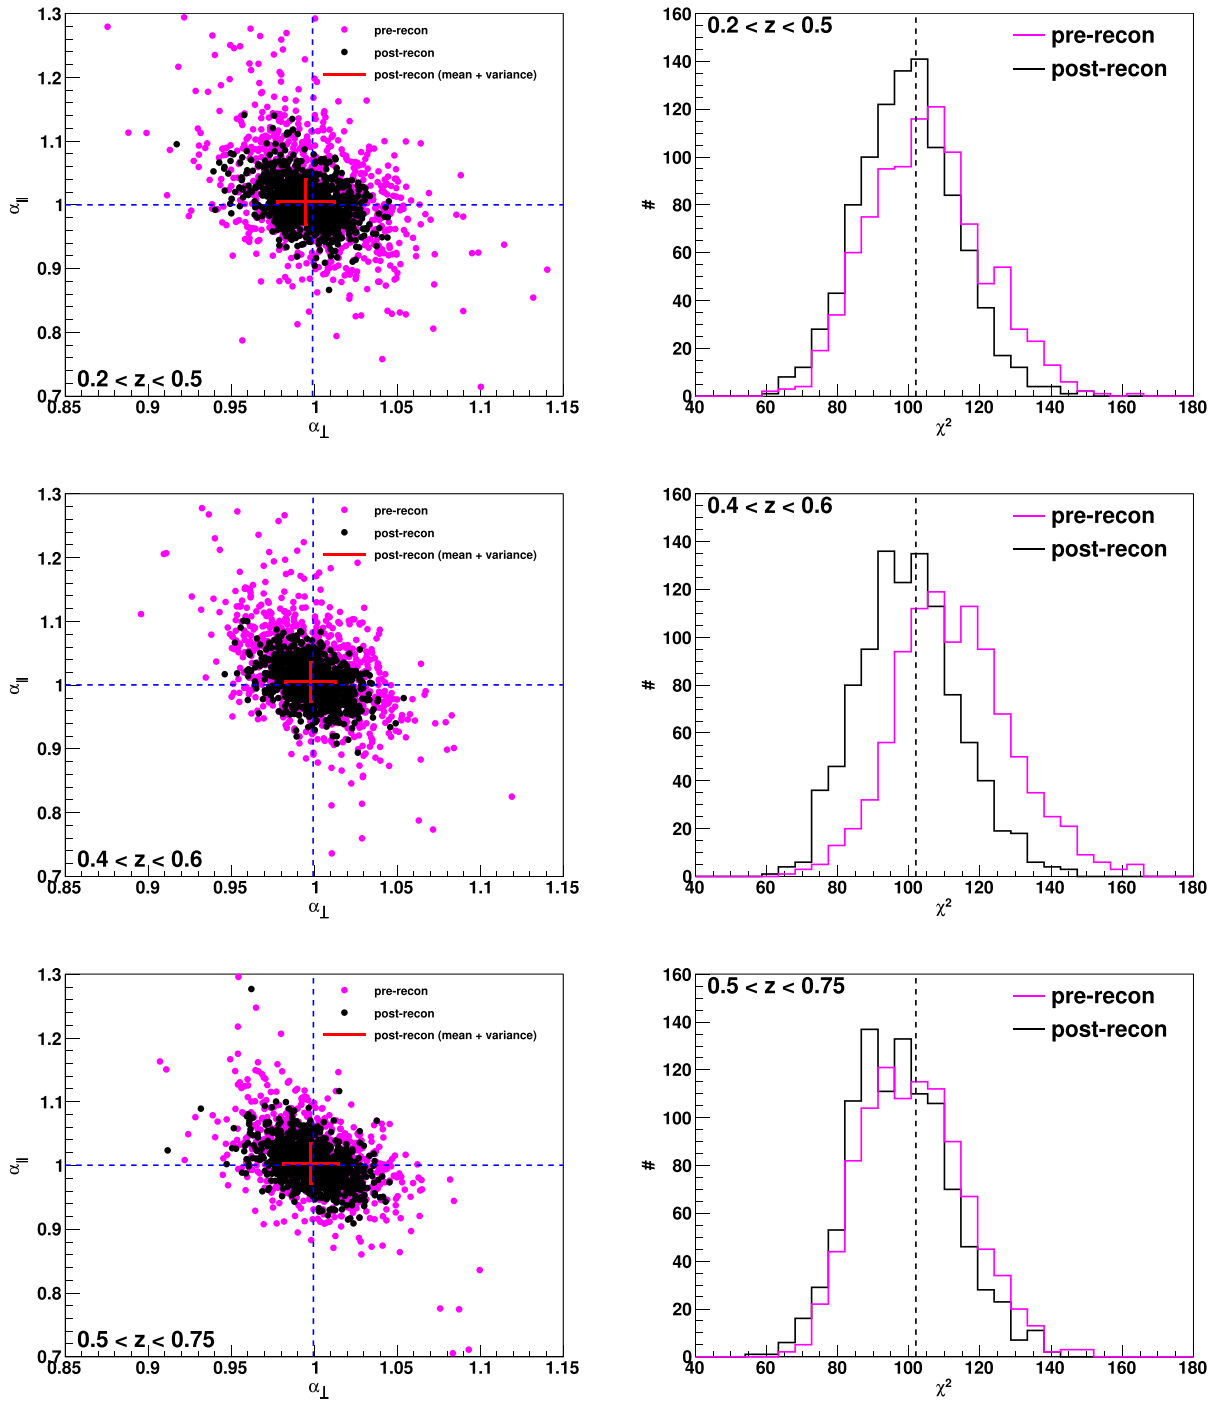 1.3
1.2
1.1
1
0.9
0.8
0.7
α∥
pre-recon
post-recon
post-recon (mean + variance)
0.2 < z < 0.5
0.85 0.9 0.95 1 1.05 1.1 1.15
α⊥
160
140
120
100
80
60
40
20
0
#
0.2 < z < 0.5
pre-recon
post-recon
40 60 80 100 120 140 160 180
χ²
1.3
1.2
1.1
1
0.9
0.8
0.7
α∥
pre-recon
post-recon
post-recon (mean + variance)
0.4 < z < 0.6
0.85 0.9 0.95 1 1.05 1.1 1.15
α⊥
160
140
120
100
80
60
40
20
0
#
0.4 < z < 0.6
pre-recon
post-recon
40 60 80 100 120 140 160 180
χ²
1.3
1.2
1.1
1
0.9
0.8
0.7
α∥
pre-recon
post-recon
post-recon (mean + variance)
0.5 < z < 0.75
0.85 0.9 0.95 1 1.05 1.1 1.15
α⊥
160
140
120
100
80
60
40
20
0
#
0.5 < z < 0.75
pre-recon
post-recon
40 60 80 100 120 140 160 180
χ²